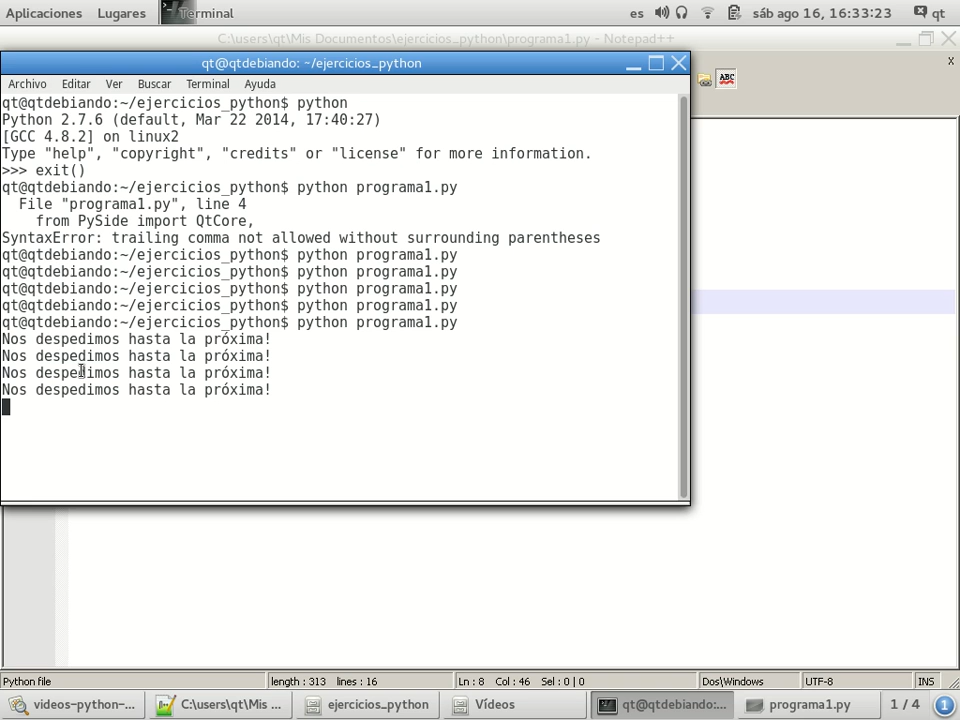 Aplicaciones Lugares Terminal es sáb ago 16, 16:33:23 qt
C:\users\qt\Mis Documentos\ejercicios_python\programa1.py - Notepad++
qt@qtdebiando: ~/ejercicios_python
X
Archivo Editar Ver Buscar Terminal Ayuda
ABC
qt@qtdebiando:~/ejercicios_python$ python
Python 2.7.6 (default, Mar 22 2014, 17:40:27)
[GCC 4.8.2] on linux2
Type "help", "copyright", "credits" or "license" for more information.
>>> exit()
qt@qtdebiando:~/ejercicios_python$ python programa1.py
File "programa1.py", line 4
from PySide import QtCore,
SyntaxError: trailing comma not allowed without surrounding parentheses
qt@qtdebiando:~/ejercicios_python$ python programa1.py
qt@qtdebiando:~/ejercicios_python$ python programa1.py
qt@qtdebiando:~/ejercicios_python$ python programa1.py
qt@qtdebiando:~/ejercicios_python$ python programa1.py
qt@qtdebiando:~/ejercicios_python$ python programa1.py
Nos despedimos hasta la próxima!
Nos despedimos hasta la próxima!
Nos despedimos hasta la próxima!
Nos despedimos hasta la próxima!
Python file length : 313 lines : 16 Ln : 8 Col : 46 Sel : 0 | 0 Dos\Windows UTF-8 INS
videos-python-... C:\users\qt\Mis ... ejercicios_python Vídeos qt@qtdebiando:... programa1.py 1 / 4 1